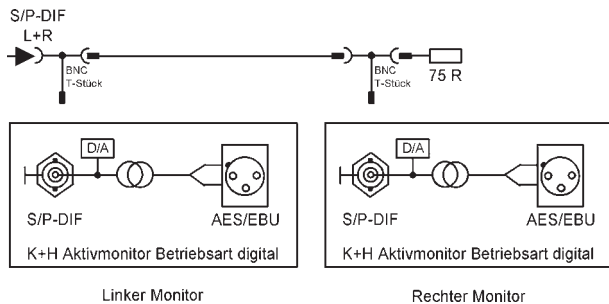 S/P-DIF
L+R
BNC
T-Stück
BNC
T-Stück
75 R
D/A
S/P-DIF
AES/EBU
K+H Aktivmonitor Betriebsart digital
D/A
S/P-DIF
AES/EBU
K+H Aktivmonitor Betriebsart digital
Linker Monitor
Rechter Monitor